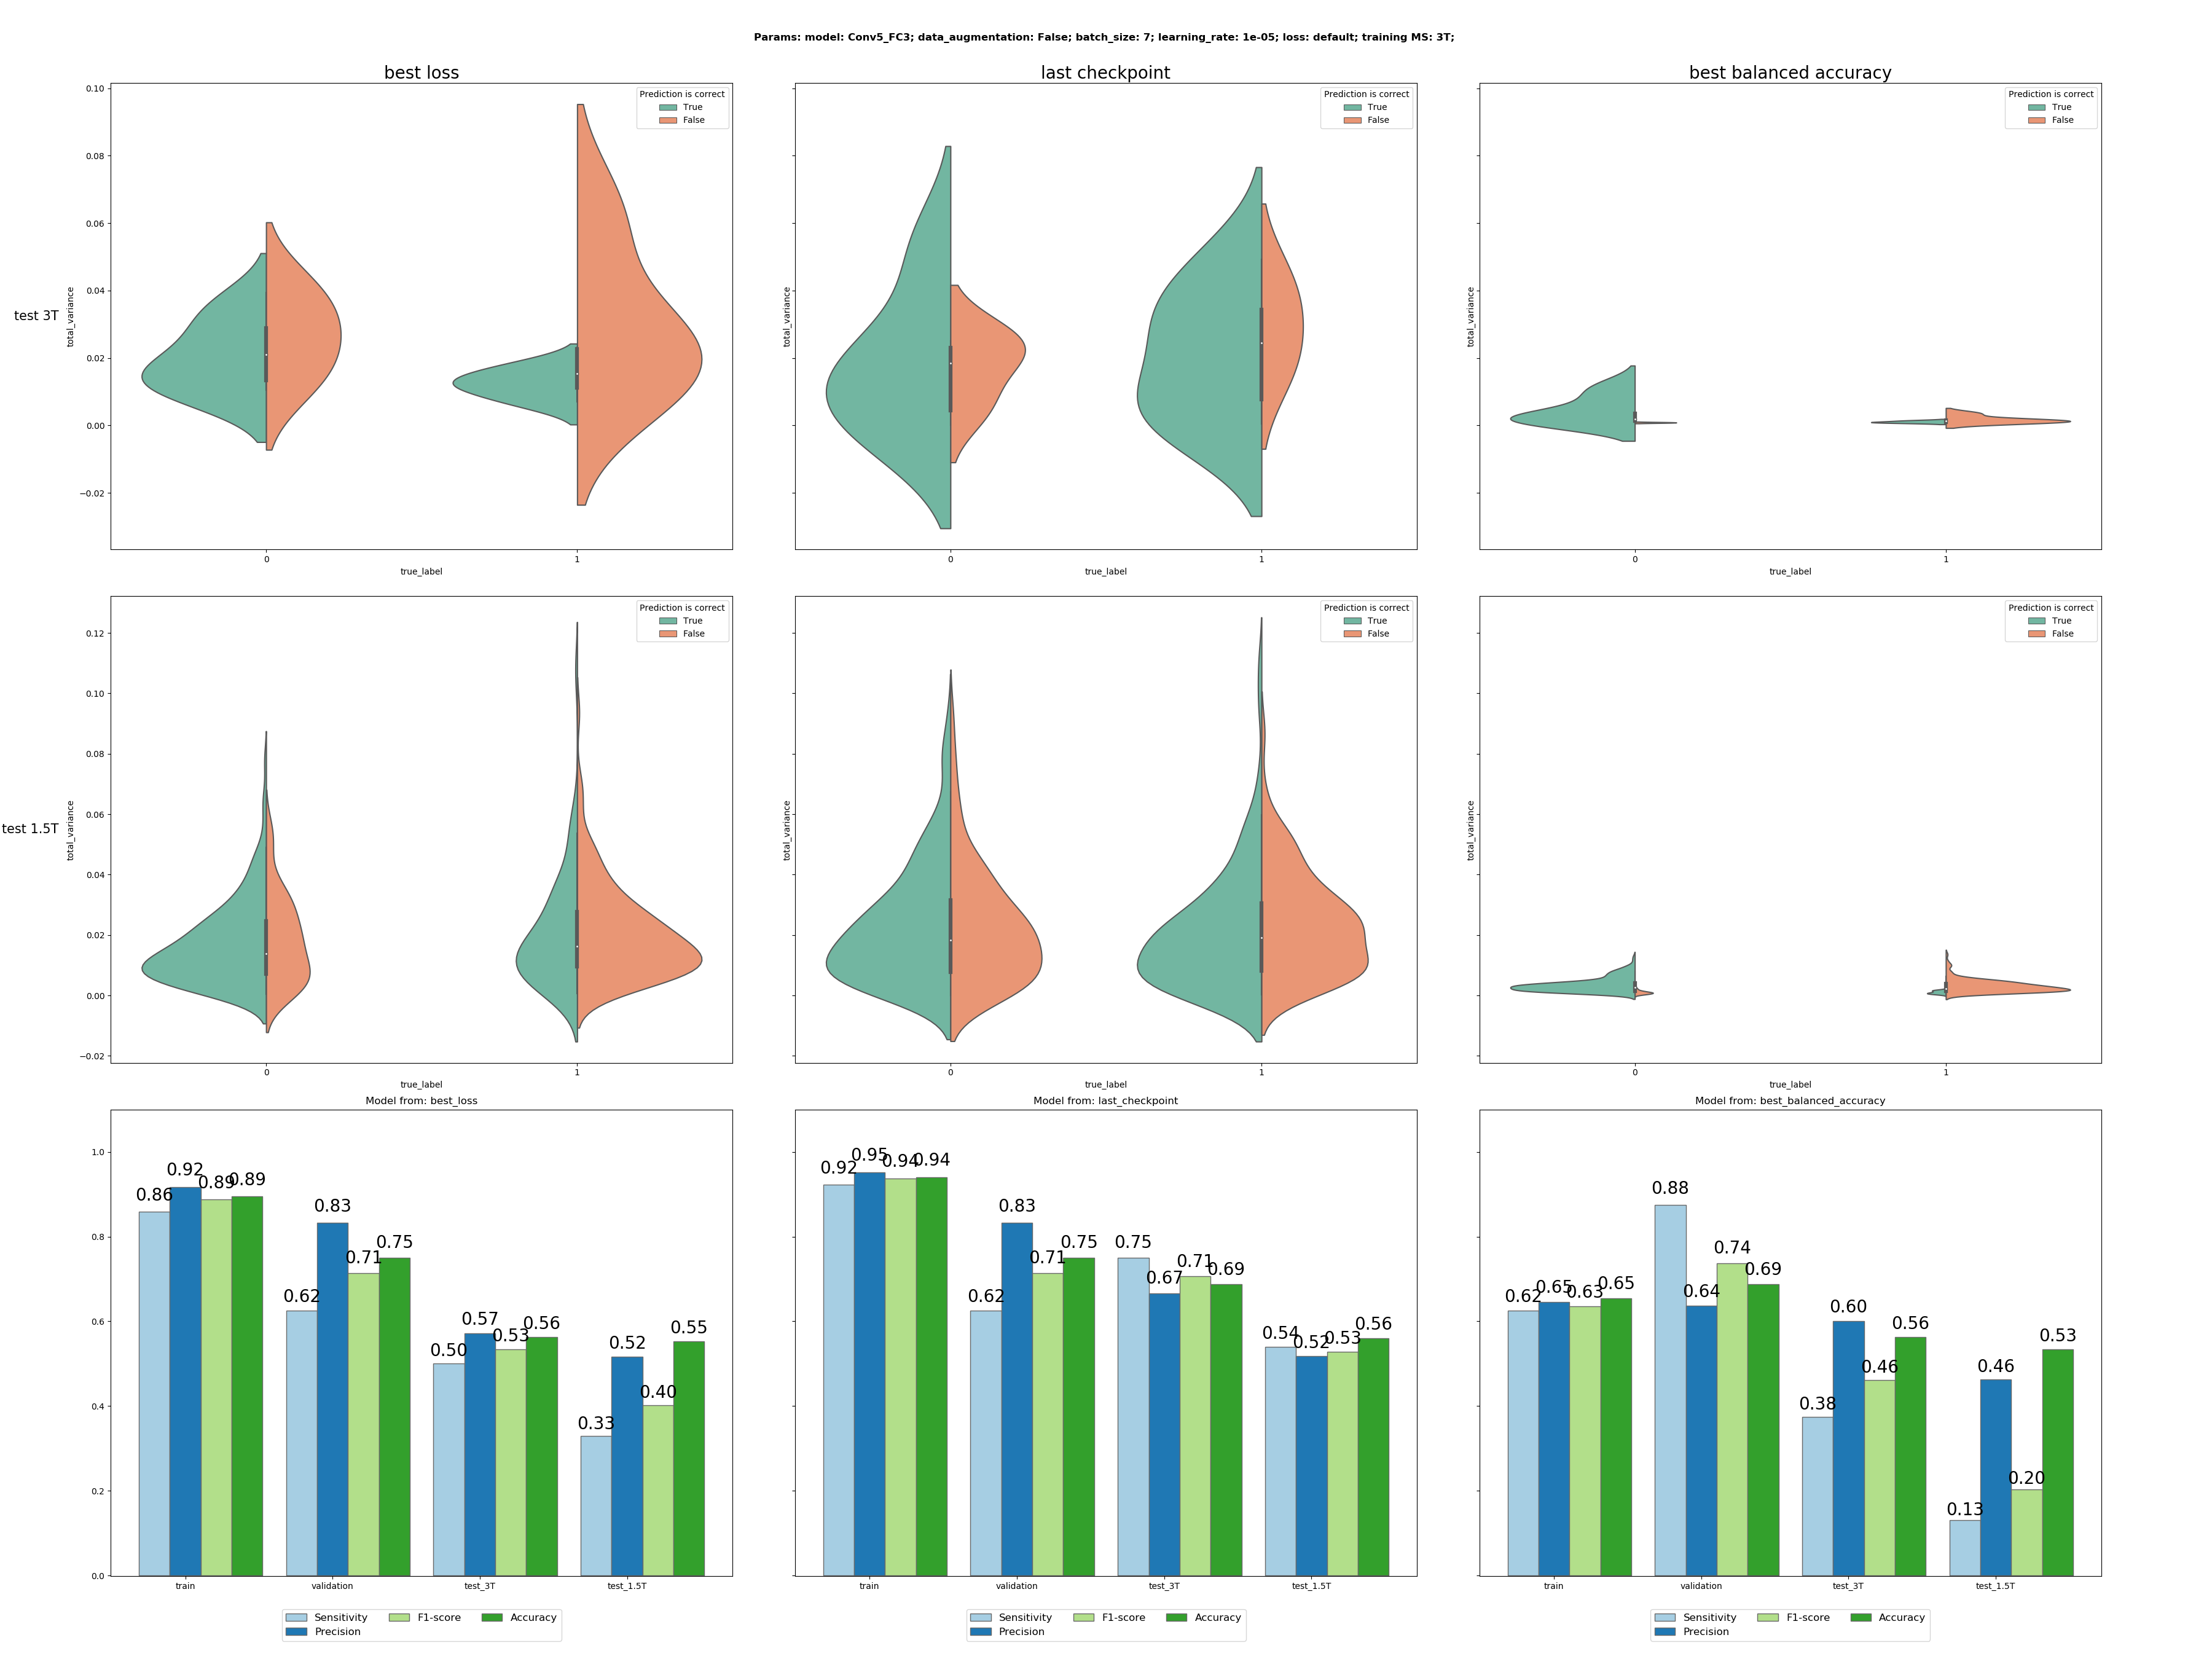 Params: model: Conv5_FC3; data_augmentation: False; batch_size: 7; learning_rate: 1e-05; loss: default; training MS: 3T;
best loss
last checkpoint
best balanced accuracy
test 3T
total_variance
0.10
0.08
0.06
0.04
0.02
0.00
−0.02
Prediction is correct
True
False
0
1
true_label
total_variance
Prediction is correct
True
False
0
1
true_label
total_variance
Prediction is correct
True
False
0
1
true_label
test 1.5T
total_variance
0.12
0.10
0.08
0.06
0.04
0.02
0.00
−0.02
Prediction is correct
True
False
0
1
true_label
total_variance
Prediction is correct
True
False
0
1
true_label
total_variance
Prediction is correct
True
False
0
1
true_label
Model from: best_loss
1.0
0.8
0.6
0.4
0.2
0.0
0.86
0.92
0.89
0.89
0.62
0.83
0.71
0.75
0.50
0.57
0.53
0.56
0.33
0.52
0.40
0.55
train
validation
test_3T
test_1.5T
Sensitivity
Precision
F1-score
Accuracy
Model from: last_checkpoint
0.92
0.95
0.94
0.94
0.62
0.83
0.71
0.75
0.75
0.67
0.71
0.69
0.54
0.52
0.53
0.56
train
validation
test_3T
test_1.5T
Sensitivity
Precision
F1-score
Accuracy
Model from: best_balanced_accuracy
0.62
0.65
0.63
0.65
0.88
0.64
0.74
0.69
0.38
0.60
0.46
0.56
0.13
0.46
0.20
0.53
train
validation
test_3T
test_1.5T
Sensitivity
Precision
F1-score
Accuracy